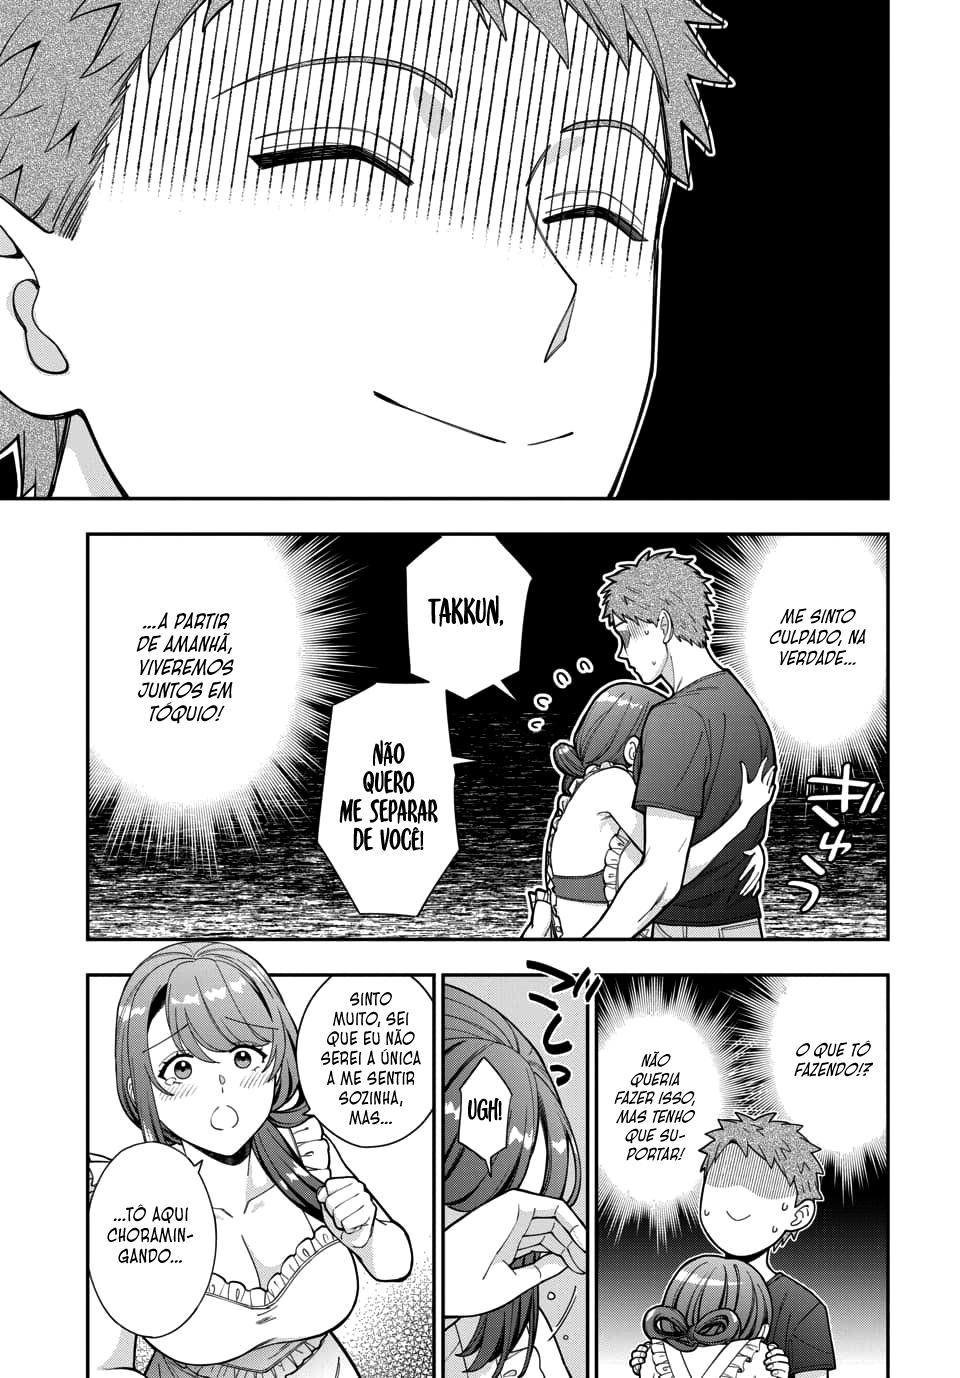 ME SINTO
CULPADO, NA
VERDADE...
TAKKUN,
NÃO
QUERO
ME SEPARAR
DE VOCÊ!
...A PARTIR
DE AMANHÃ,
VIVEREMOS
JUNTOS EM
TÓQUIO!
O QUE TÔ
FAZENDO!?
NÃO
QUERIA
FAZER ISSO,
MAS TENHO
QUE SU-
PORTAR!
UGH!
SINTO
MUITO, SEI
QUE EU NÃO
SEREI A ÚNICA
A ME SENTIR
SOZINHA,
MAS...
...TÔ AQUI
CHORAMIN-
GANDO...